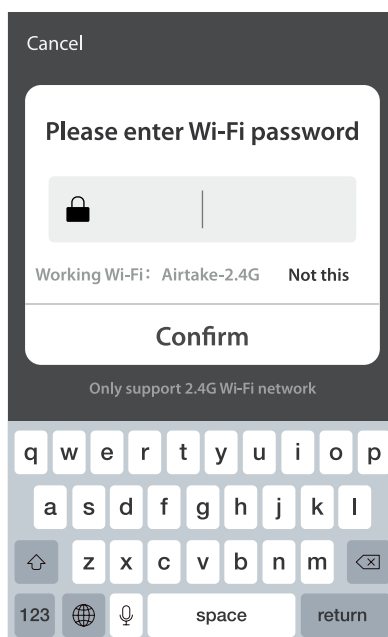 Cancel
Please enter Wi-Fi password
Working Wi-Fi: Airtake-2.4G Not this
Confirm
Only support 2.4G Wi-Fi network
q w e r t y u i o p
a s d f g h j k l
z x c v b n m
123 space return